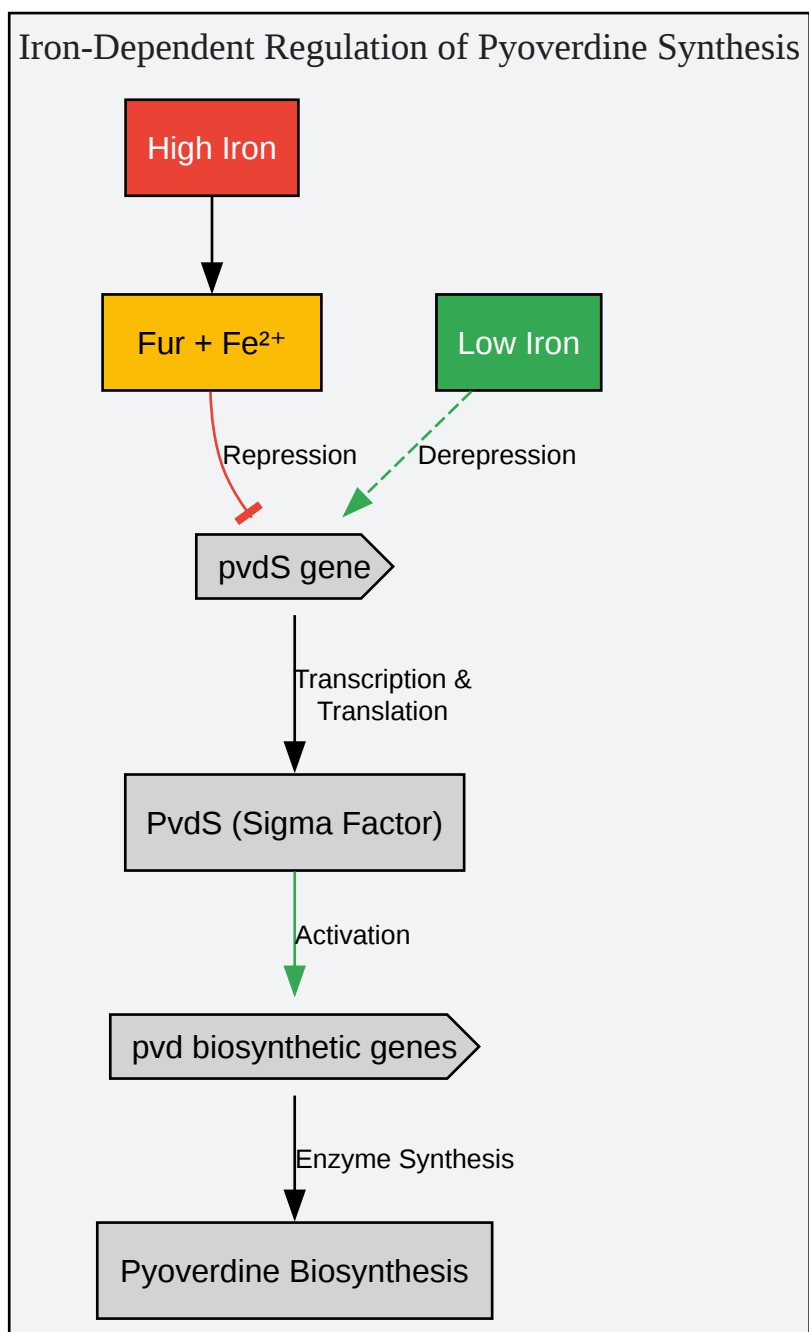 Iron-Dependent Regulation of Pyoverdine Synthesis
High Iron
Fur + Fe²⁺
Low Iron
Repression
Derepression
pvdS gene
Transcription &
Translation
PvdS (Sigma Factor)
Activation
pvd biosynthetic genes
Enzyme Synthesis
Pyoverdine Biosynthesis